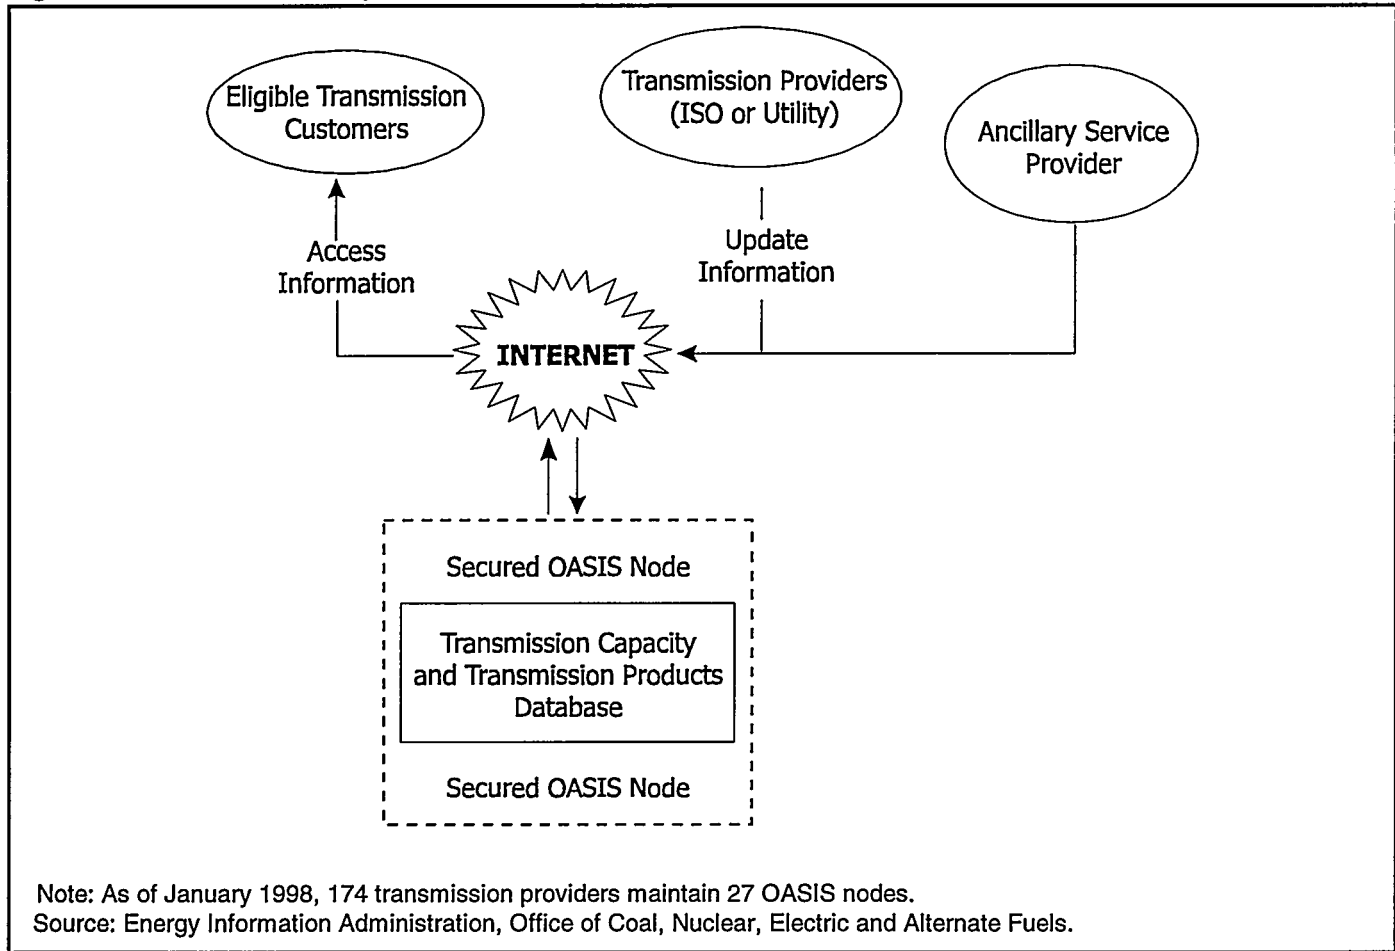 Eligible Transmission
Customers
Transmission Providers
(ISO or Utility)
Ancillary Service
Provider
Access
Information
Update
Information
INTERNET
Secured OASIS Node
Transmission Capacity
and Transmission Products
Database
Secured OASIS Node
Note: As of January 1998, 174 transmission providers maintain 27 OASIS nodes.
Source: Energy Information Administration, Office of Coal, Nuclear, Electric and Alternate Fuels.